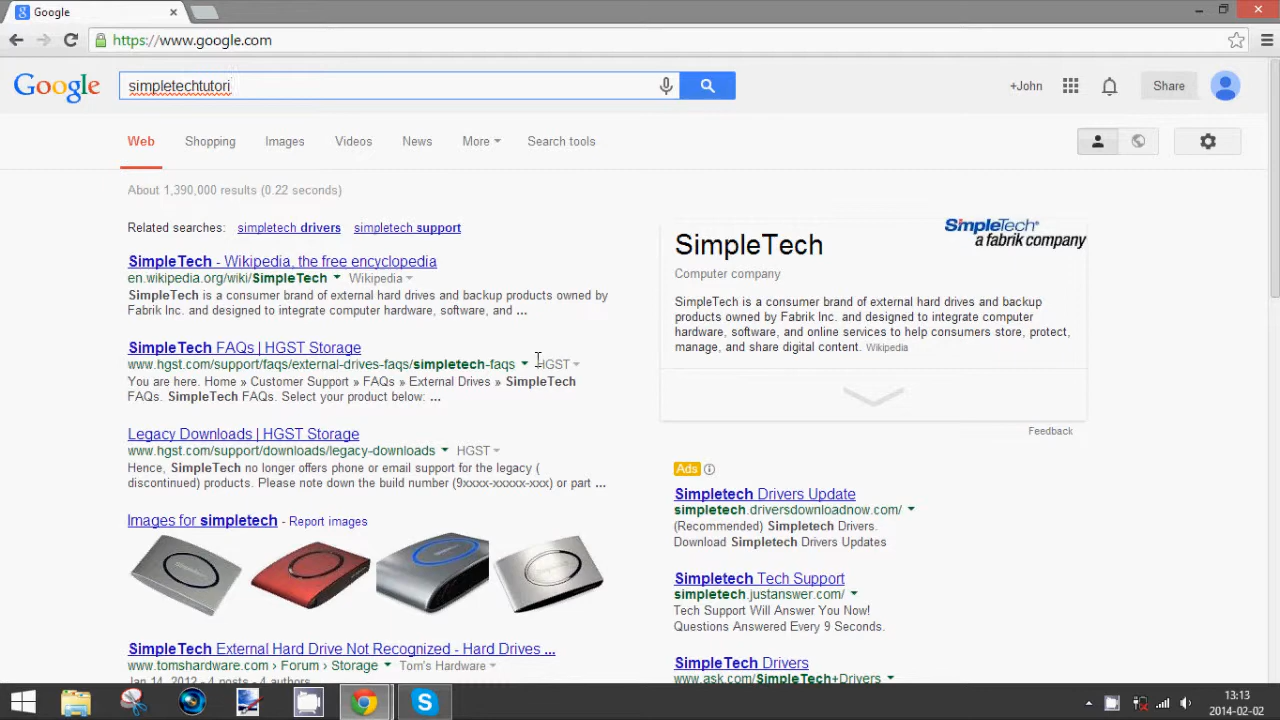 Google
https://www.google.com
Google
simpletechtutori
+John
Share
Web
Shopping
Images
Videos
News
More
Search tools
About 1,390,000 results (0.22 seconds)
Related searches: simpletech drivers simpletech support
SimpleTech - Wikipedia, the free encyclopedia
en.wikipedia.org/wiki/SimpleTech Wikipedia
SimpleTech is a consumer brand of external hard drives and backup products owned by
Fabrik Inc. and designed to integrate computer hardware, software, and ...
SimpleTech FAQs | HGST Storage
www.hgst.com/support/faqs/external-drives-faqs/simpletech-faqs HGST
You are here. Home » Customer Support » FAQs » External Drives » SimpleTech
FAQs. SimpleTech FAQs. Select your product below: ...
Legacy Downloads | HGST Storage
www.hgst.com/support/downloads/legacy-downloads HGST
Hence, SimpleTech no longer offers phone or email support for the legacy (
discontinued) products. Please note down the build number (9xxxx-xxxxx-xxx) or part ...
Images for simpletech - Report images
SimpleTech External Hard Drive Not Recognized - Hard Drives ...
www.tomshardware.com › Forum › Storage Tom's Hardware
Jan 14, 2012 - 4 posts - 4 authors
SimpleTech
a fabrik company
SimpleTech
Computer company
SimpleTech is a consumer brand of external hard drives and backup
products owned by Fabrik Inc. and designed to integrate computer
hardware, software, and online services to help consumers store, protect,
manage, and share digital content. Wikipedia
Feedback
Ads
Simpletech Drivers Update
simpletech.driversdownloadnow.com/
(Recommended) Simpletech Drivers.
Download Simpletech Drivers Updates
Simpletech Tech Support
simpletech.justanswer.com/
Tech Support Will Answer You Now!
Questions Answered Every 9 Seconds.
SimpleTech Drivers
www.ask.com/SimpleTech+Drivers
13:13
2014-02-02